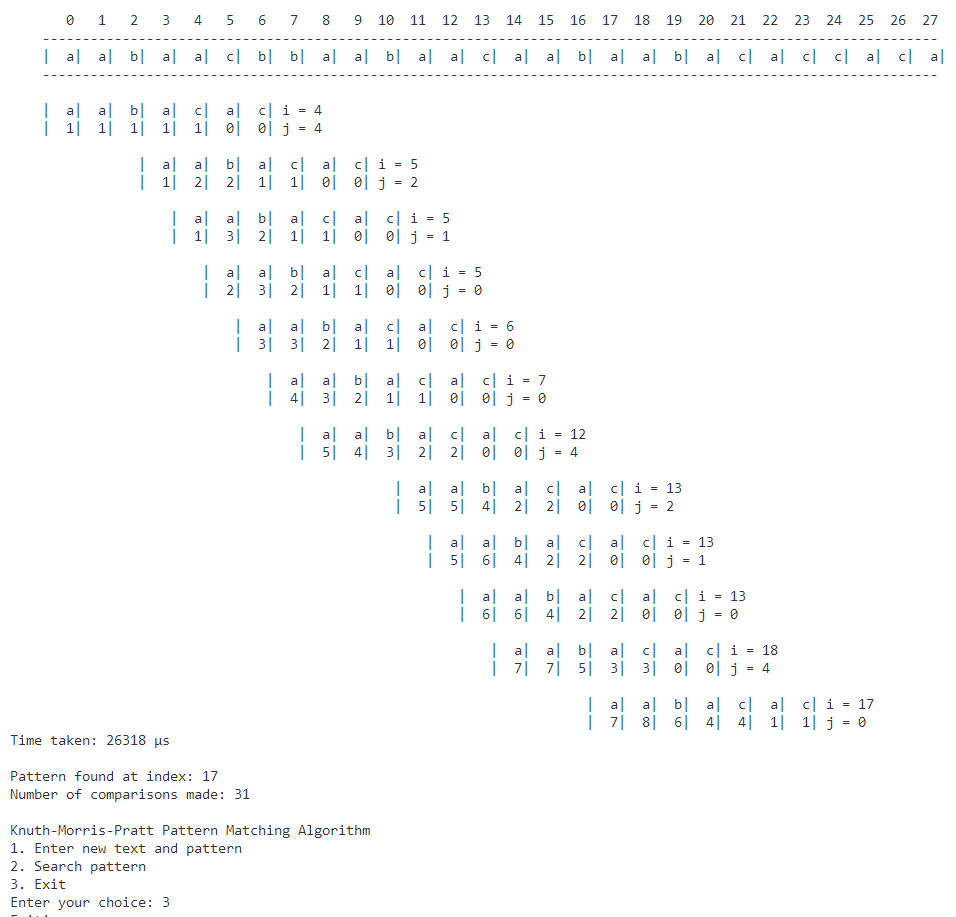 0 1 2 3 4 5 6 7 8 9 10 11 12 13 14 15 16 17 18 19 20 21 22 23 24 25 26 27
----------------------------------------------------------------------------------------------------------------
| a| a| b| a| a| c| b| b| a| a| b| a| a| c| a| a| b| a| a| b| a| c| a| c| c| a| c| a|
----------------------------------------------------------------------------------------------------------------
| a| a| b| a| c| a| c| i = 4
| 1| 1| 1| 1| 1| 0| 0| j = 4
| a| a| b| a| c| a| c| i = 5
| 1| 2| 2| 1| 1| 0| 0| j = 2
| a| a| b| a| c| a| c| i = 5
| 1| 3| 2| 1| 1| 0| 0| j = 1
| a| a| b| a| c| a| c| i = 5
| 2| 3| 2| 1| 1| 0| 0| j = 0
| a| a| b| a| c| a| c| i = 6
| 3| 3| 2| 1| 1| 0| 0| j = 0
| a| a| b| a| c| a| c| i = 7
| 4| 3| 2| 1| 1| 0| 0| j = 0
| a| a| b| a| c| a| c| i = 12
| 5| 4| 3| 2| 2| 0| 0| j = 4
| a| a| b| a| c| a| c| i = 13
| 5| 5| 4| 2| 2| 0| 0| j = 2
| a| a| b| a| c| a| c| i = 13
| 5| 6| 4| 2| 2| 0| 0| j = 1
| a| a| b| a| c| a| c| i = 13
| 6| 6| 4| 2| 2| 0| 0| j = 0
| a| a| b| a| c| a| c| i = 18
| 7| 7| 5| 3| 3| 0| 0| j = 4
| a| a| b| a| c| a| c| i = 17
| 7| 8| 6| 4| 4| 1| 1| j = 0
Time taken: 26318 µs
Pattern found at index: 17
Number of comparisons made: 31
Knuth-Morris-Pratt Pattern Matching Algorithm
1. Enter new text and pattern
2. Search pattern
3. Exit
Enter your choice: 3